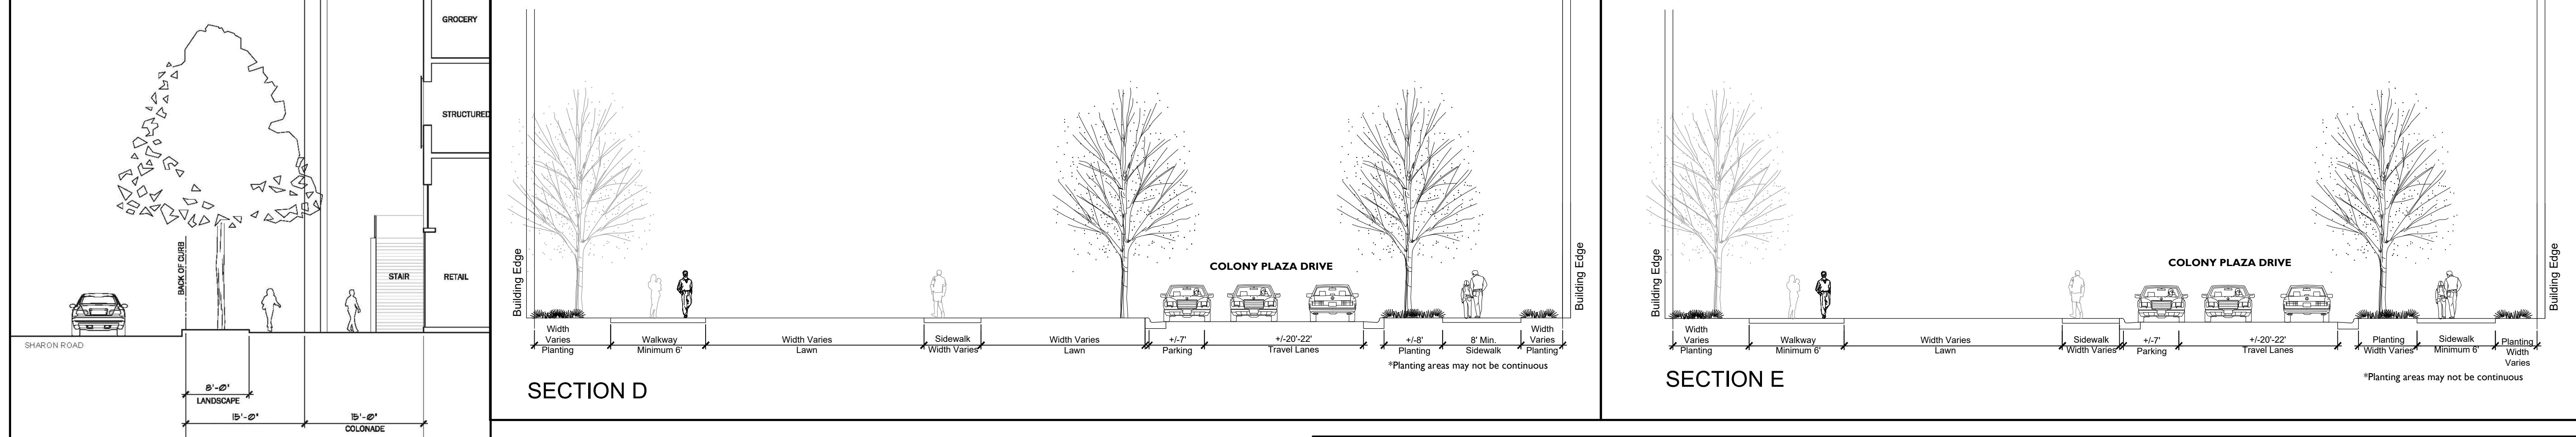 GROCERY
STRUCTURED
BACK OF CURB
STAIR
RETAIL
SHARON ROAD
8'-0"
LANDSCAPE
15'-0"
15'-0"
COLONADE
Building Edge
COLONY PLAZA DRIVE
Building Edge
Width
Varies
Planting
Walkway
Minimum 6'
Width Varies
Lawn
Sidewalk
Width Varies
Width Varies
Lawn
+/-7'
Parking
+/-20'-22'
Travel Lanes
+/-8'
Planting
8' Min.
Sidewalk
Width
Varies
Planting
*Planting areas may not be continuous
SECTION D
Building Edge
COLONY PLAZA DRIVE
Building Edge
Width
Varies
Planting
Walkway
Minimum 6'
Width Varies
Lawn
Sidewalk
Width Varies
+/-7'
Parking
+/-20'-22'
Travel Lanes
Planting
Width Varies
Sidewalk
Minimum 6'
Planting
Width
Varies
*Planting areas may not be continuous
SECTION E